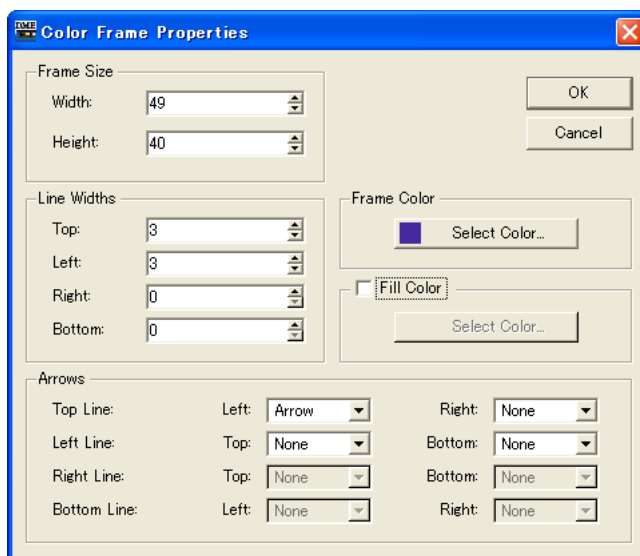 DME
Color Frame Properties
Frame Size
Width: 49
Height: 40
OK
Cancel
Line Widths
Top: 3
Left: 3
Right: 0
Bottom: 0
Frame Color
Select Color...
Fill Color
Select Color...
Arrows
Top Line: Left: Arrow Right: None
Left Line: Top: None Bottom: None
Right Line: Top: None Bottom: None
Bottom Line: Left: None Right: None